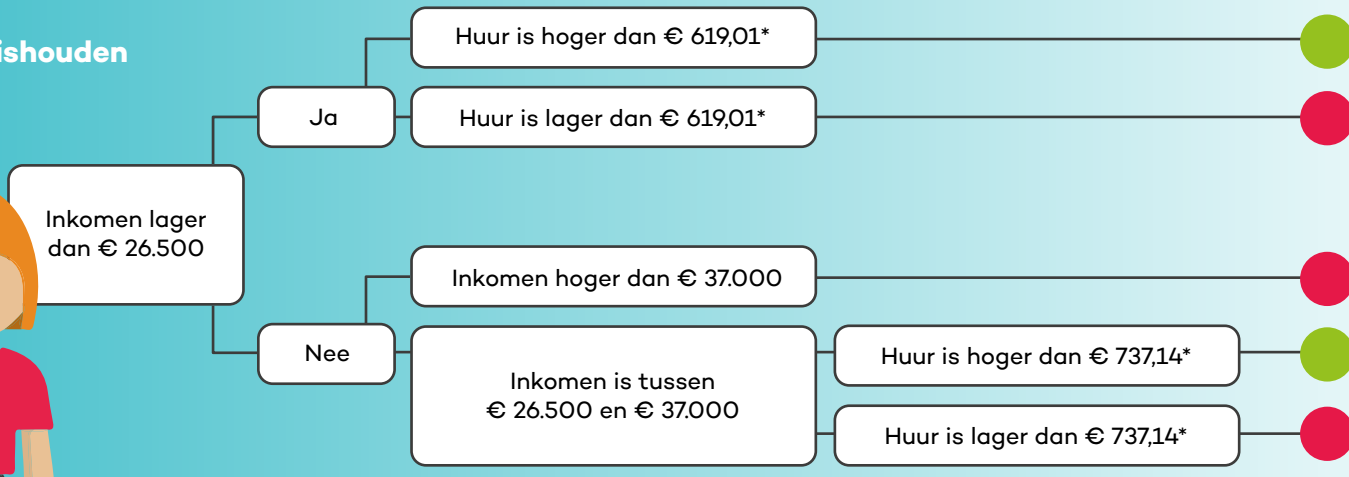 Huur is hoger dan € 619,01*
ishouden
Ja
Huur is lager dan € 619,01*
Inkomen lager
dan € 26.500
Inkomen hoger dan € 37.000
Nee
Inkomen is tussen
€ 26.500 en € 37.000
Huur is hoger dan € 737,14*
Huur is lager dan € 737,14*